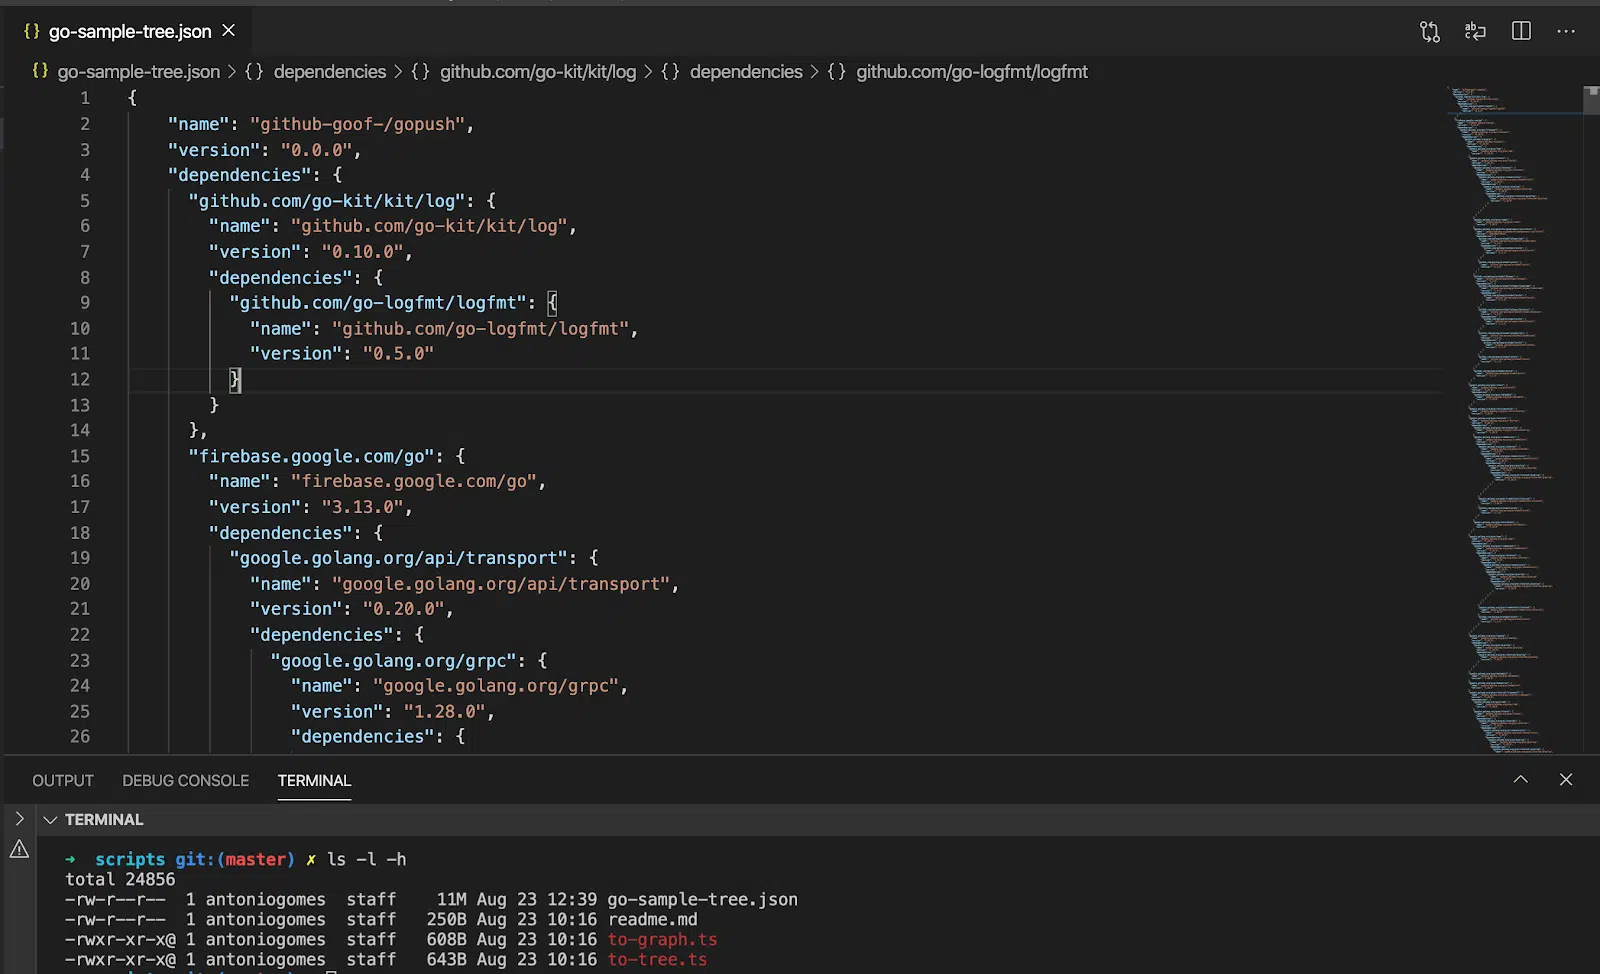 {} go-sample-tree.json ×
{} go-sample-tree.json > {} dependencies > {} github.com/go-kit/kit/log > {} dependencies > {} github.com/go-logfmt/logfmt
1 {
2 "name": "github-goof-/gopush",
3 "version": "0.0.0",
4 "dependencies": {
5 "github.com/go-kit/kit/log": {
6 "name": "github.com/go-kit/kit/log",
7 "version": "0.10.0",
8 "dependencies": {
9 "github.com/go-logfmt/logfmt": {
10 "name": "github.com/go-logfmt/logfmt",
11 "version": "0.5.0"
12 }
13 }
14 },
15 "firebase.google.com/go": {
16 "name": "firebase.google.com/go",
17 "version": "3.13.0",
18 "dependencies": {
19 "google.golang.org/api/transport": {
20 "name": "google.golang.org/api/transport",
21 "version": "0.20.0",
22 "dependencies": {
23 "google.golang.org/grpc": {
24 "name": "google.golang.org/grpc",
25 "version": "1.28.0",
26 "dependencies": {
OUTPUT DEBUG CONSOLE TERMINAL
TERMINAL
➜ scripts git:(master) ✗ ls -l -h
total 24856
-rw-r--r-- 1 antoniogomes staff 11M Aug 23 12:39 go-sample-tree.json
-rw-r--r-- 1 antoniogomes staff 250B Aug 23 10:16 readme.md
-rwxr-xr-x@ 1 antoniogomes staff 608B Aug 23 10:16 to-graph.ts
-rwxr-xr-x@ 1 antoniogomes staff 643B Aug 23 10:16 to-tree.ts